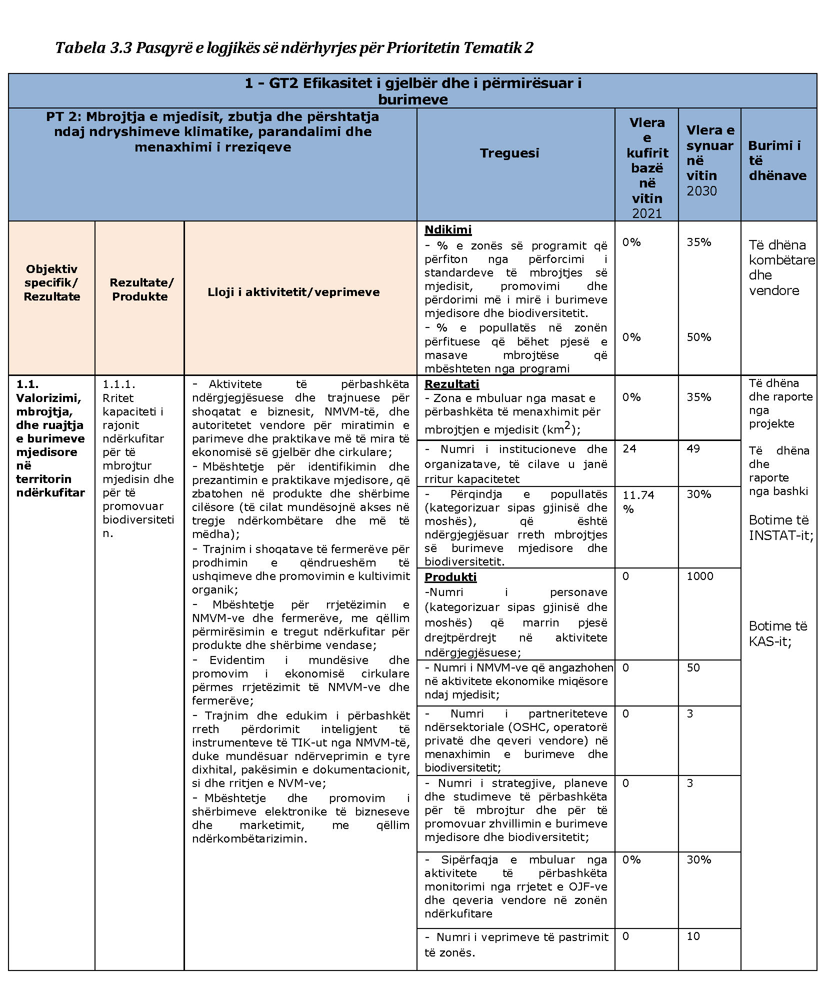 Tabela 3.3 Pasqyrë e logjikës së ndërhyrjes për Prioritetin Tematik 2
1 – GT2 Efikasitet i gjelbër dhe i përmirësuar i
burimeve
PT 2: Mbrojtja e mjedisit, zbutja dhe përshtatja
ndaj ndryshimeve klimatike, parandalimi dhe
menaxhimi i rreziqeve
Treguesi
Vlera
e
kufirit
bazë
në
vitin
2021
Vlera e
synuar
në
vitin
2030
Burimi i
të
dhënave
Objektiv
specifik/
Rezultate
Rezultate/
Produkte
Lloji i aktivitetit/veprimeve
Ndikimi
- % e zonës së programit që
përfiton nga përforcimi i
standardeve të mbrojtjes së
mjedisit, promovimi dhe
përdorimi më i mirë i burimeve
mjedisore dhe biodiversitetit.
- % e popullatës në zonën
përfituese që bëhet pjesë e
masave mbrojtëse që
mbështeten nga programi
0%
0%
35%
50%
Të dhëna
kombëtare
dhe
vendore
1.1.
Valorizimi,
mbrojtja,
dhe ruajtja
e burimeve
mjedisore
në
territorin
ndërkufitar
1.1.1.
Rritet
kapaciteti i
rajonit
ndërkufitar
për të
mbrojtur
mjedisin dhe
për të
promovuar
biodiversiteti
n.
- Aktivitete të përbashkëta
ndërgjegjësuese dhe trajnuese për
shoqatat e biznesit, NMVM-të, dhe
autoritetet vendore për miratimin e
parimeve dhe praktikave më të mira të
ekonomisë së gjelbër dhe cirkulare;
- Mbështetje për identifikimin dhe
prezantimin e praktikave mjedisore, që
zbatohen në produkte dhe shërbime
cilësore (të cilat mundësojnë akses në
tregje ndërkombëtare dhe më të
mëdha);
- Trajnim i shoqatave të fermerëve për
prodhimin e qëndrueshëm të
ushqimeve dhe promovimin e kultivimit
organik;
- Mbështetje për rrjetëzimin e
NMVM-ve dhe fermerëve, me qëllim
përmirësimin e tregut ndërkufitar për
produkte dhe shërbime vendase;
- Evidentim i mundësive dhe
promovim i ekonomisë cirkulare
përmes rrjetëzimit të NMVM-ve dhe
fermerëve;
- Trajnim dhe edukim i përbashkët
rreth përdorimit inteligjent të
instrumenteve të TIK-ut nga NMVM-të,
duke mundësuar ndërveprimin e tyre
dixhital, pakësimin e dokumentacionit,
si dhe rritjen e NVM-ve;
- Mbështetje dhe promovim i
shërbimeve elektronike të bizneseve
dhe marketimit, me qëllim
ndërkombëtarizimin.
Rezultati
- Zona e mbuluar nga masat e
përbashkëta të menaxhimit për
mbrojtjen e mjedisit (km2);
0%
35%
- Numri i institucioneve dhe
organizatave, të cilave u janë
rritur kapacitetet
24
49
- Përqindja e popullatës
(kategorizuar sipas gjinisë dhe
moshës), që është
ndërgjegjësuar rreth mbrojtjes
së burimeve mjedisore dhe
biodiversitetit.
11.74
%
30%
Produkti
-Numri i personave
(kategorizuar sipas gjinisë dhe
moshës) që marrin pjesë
drejtpërdrejt në aktivitete
ndërgjegjësuese;
0
1000
- Numri i NMVM-ve që angazhohen
në aktivitete ekonomike miqësore
ndaj mjedisit;
0
50
- Numri i partneriteteve
ndërsektoriale (OSHC, operatorë
privatë dhe qeveri vendore) në
menaxhimin e burimeve dhe
biodiversitetit;
0
3
- Numri i strategjive, planeve
dhe studimeve të përbashkëta
për të mbrojtur dhe për të
promovuar zhvillimin e burimeve
mjedisore dhe biodiversitetit;
0
3
- Sipërfaqja e mbuluar nga
aktivitete të përbashkëta
monitorimi nga rrjetet e OJF-ve
dhe qeveria vendore në zonën
ndërkufitare
0%
30%
- Numri i veprimeve të pastrimit
të zonës.
0
10
Të dhëna
dhe raporte
nga
projekte
Të dhëna
dhe
raporte
nga bashki
Botime të
INSTAT-it;
Botime të
KAS-it;